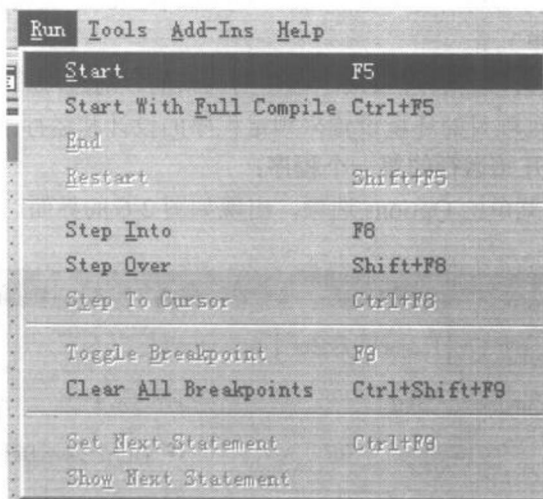 Run Tools Add-Ins Help
Start F5
Start With Full Compile Ctrl+F5
End
Restart Shift+F5
Step Into F8
Step Over Shift+F8
Step To Cursor Ctrl+F8
Toggle Breakpoint F9
Clear All Breakpoints Ctrl+Shift+F9
Set Next Statement Ctrl+F9
Show Next Statement